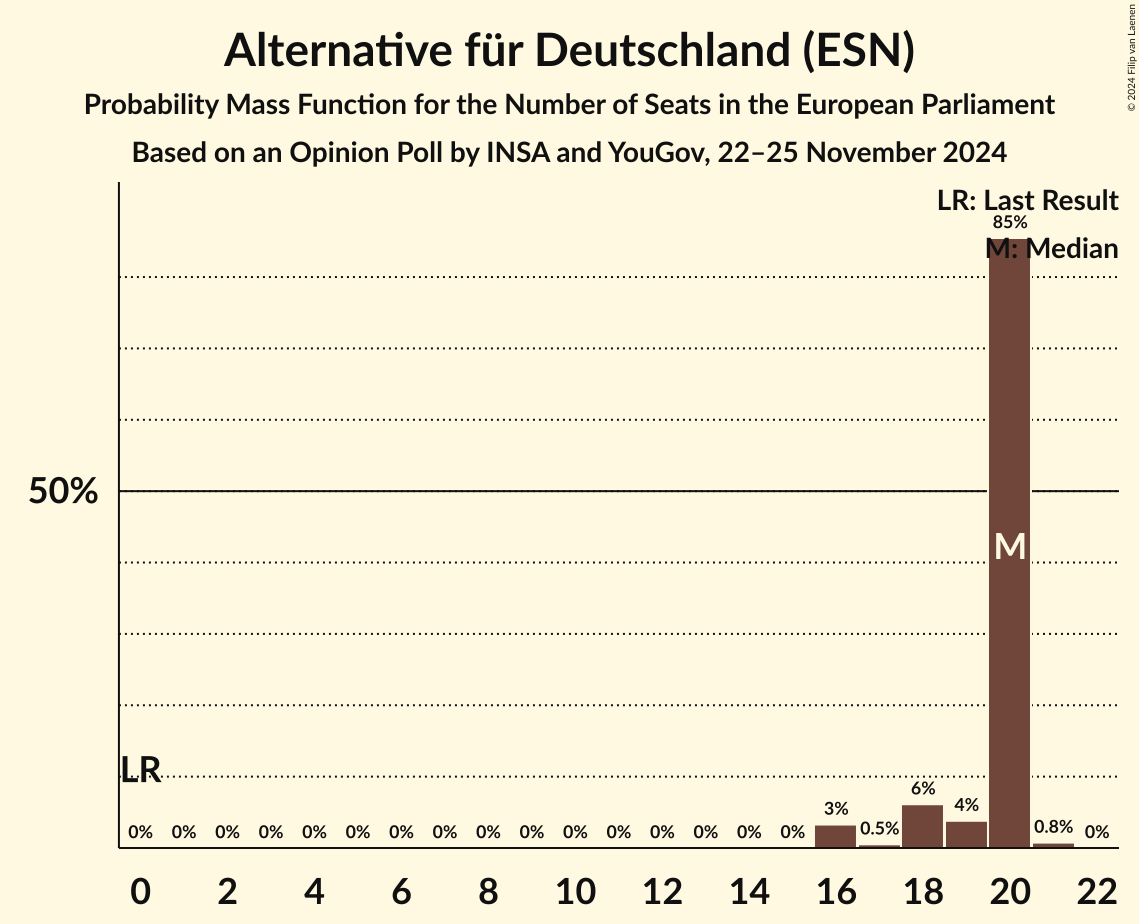 © 2024 Filip van Laenen
Alternative für Deutschland (ESN)
Probability Mass Function for the Number of Seats in the European Parliament
Based on an Opinion Poll by INSA and YouGov, 22–25 November 2024
LR: Last Result
85%
M: Median
50%
M
LR
0% 0% 0% 0% 0% 0% 0% 0% 0% 0% 0% 0% 0% 0% 0% 0% 3% 0.5% 6% 4% 0.8% 0%
0 2 4 6 8 10 12 14 16 18 20 22